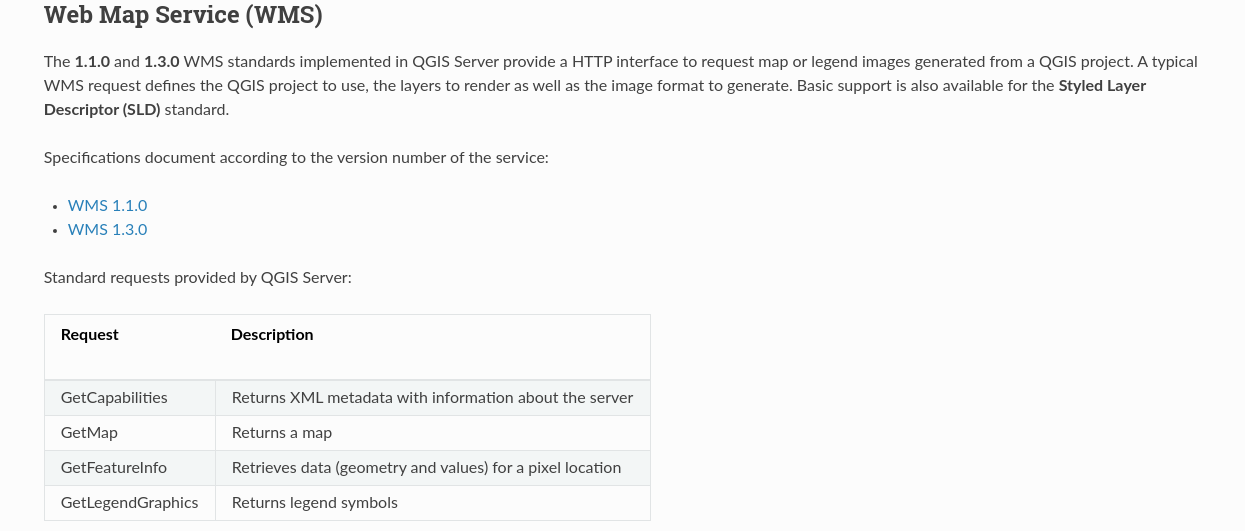 Web Map Service (WMS)
The 1.1.0 and 1.3.0 WMS standards implemented in QGIS Server provide a HTTP interface to request map or legend images generated from a QGIS project. A typical
WMS request defines the QGIS project to use, the layers to render as well as the image format to generate. Basic support is also available for the Styled Layer
Descriptor (SLD) standard.
Specifications document according to the version number of the service:
• WMS 1.1.0
• WMS 1.3.0
Standard requests provided by QGIS Server:
Request Description
GetCapabilities Returns XML metadata with information about the server
GetMap Returns a map
GetFeatureInfo Retrieves data (geometry and values) for a pixel location
GetLegendGraphics Returns legend symbols